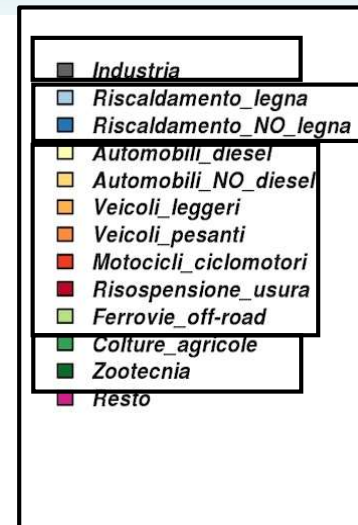 Industria
Riscaldamento_legna
Riscaldamento_NO_legna
Automobili_diesel
Automobili_NO_diesel
Veicoli_leggeri
Veicoli_pesanti
Motocicli_ciclomotori
Risospensione_usura
Ferrovie_off-road
Colture_agricole
Zootecnia
Resto